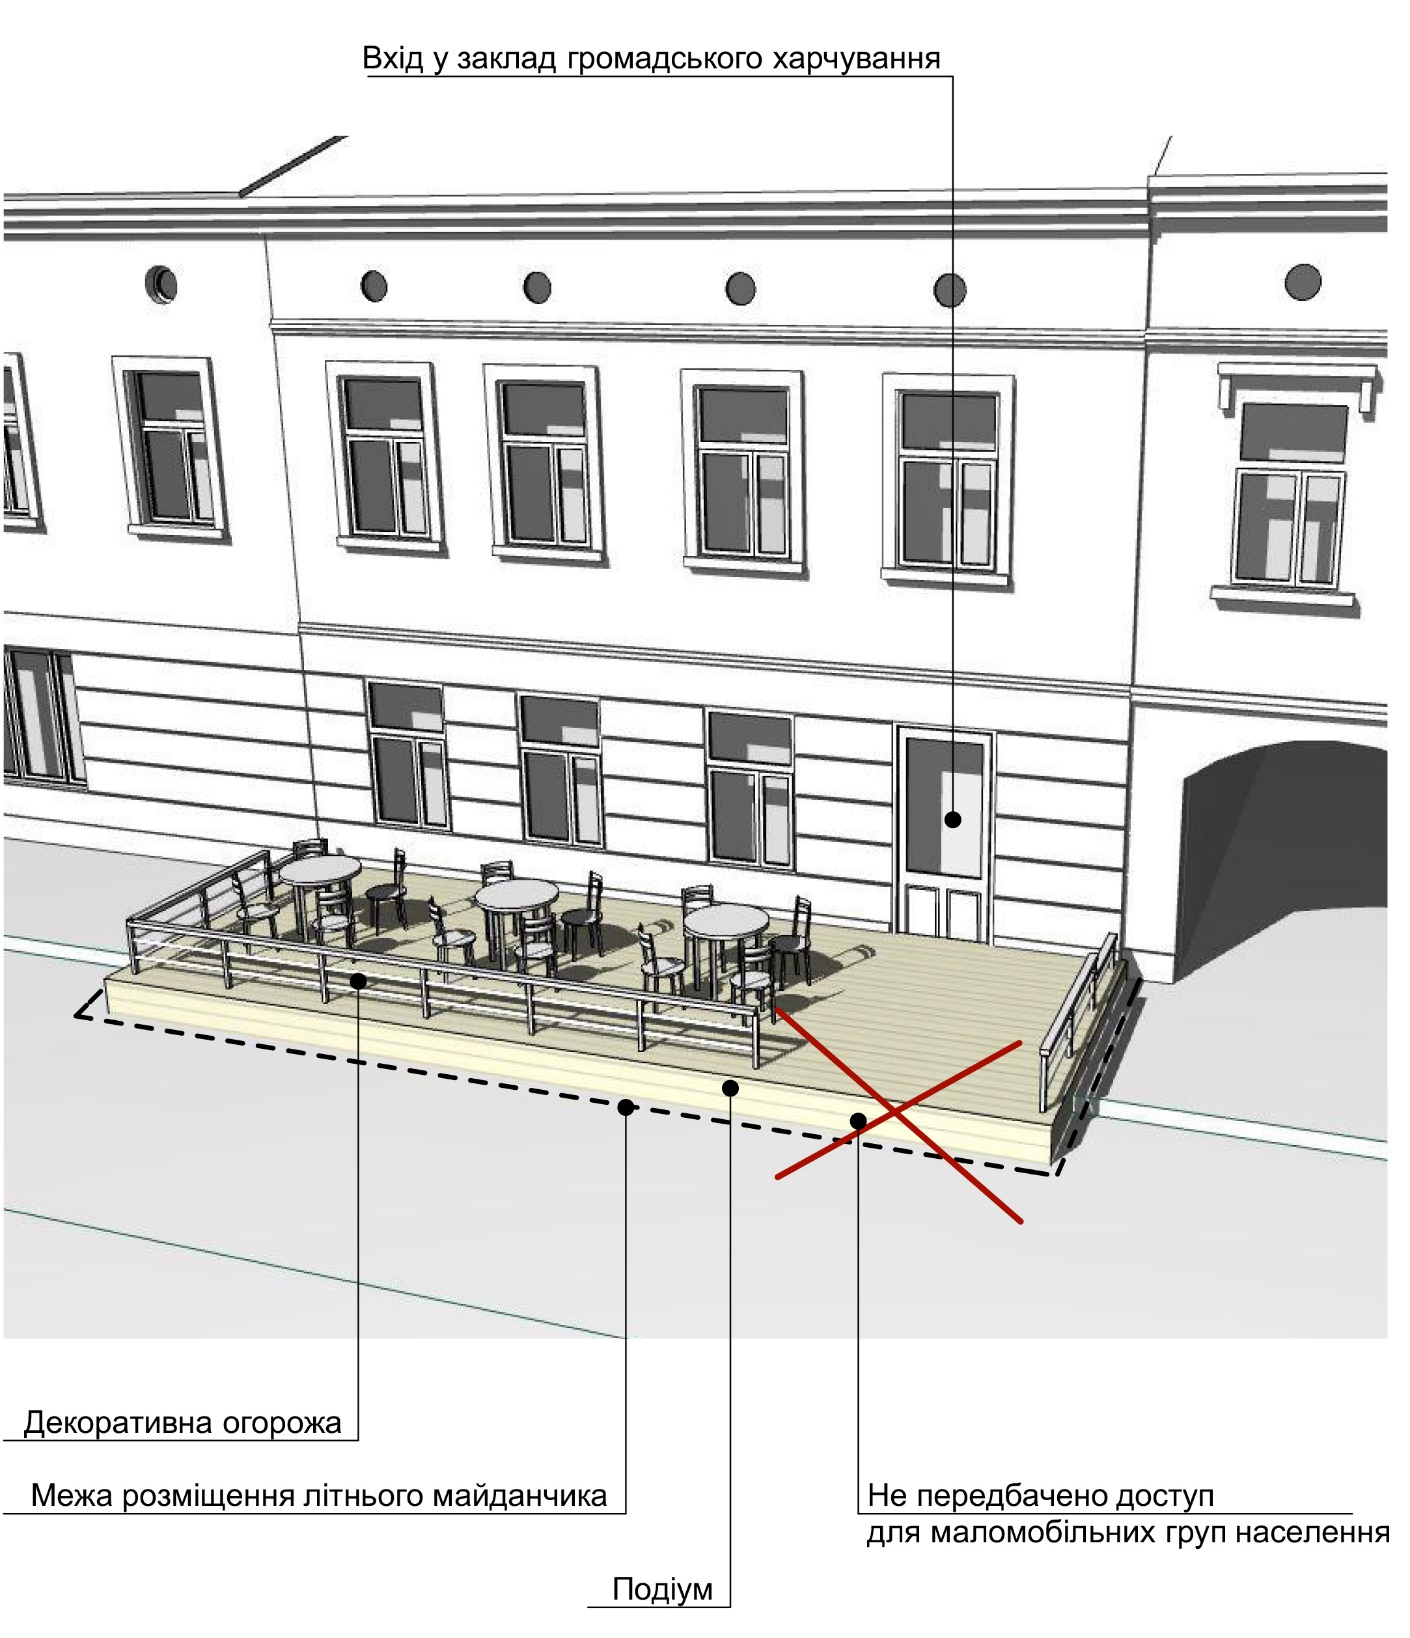 Вхід у заклад громадського харчування
Декоративна огорожа
Межа розміщення літнього майданчика
Не передбачено доступ
для маломобільних груп населення
Подіум